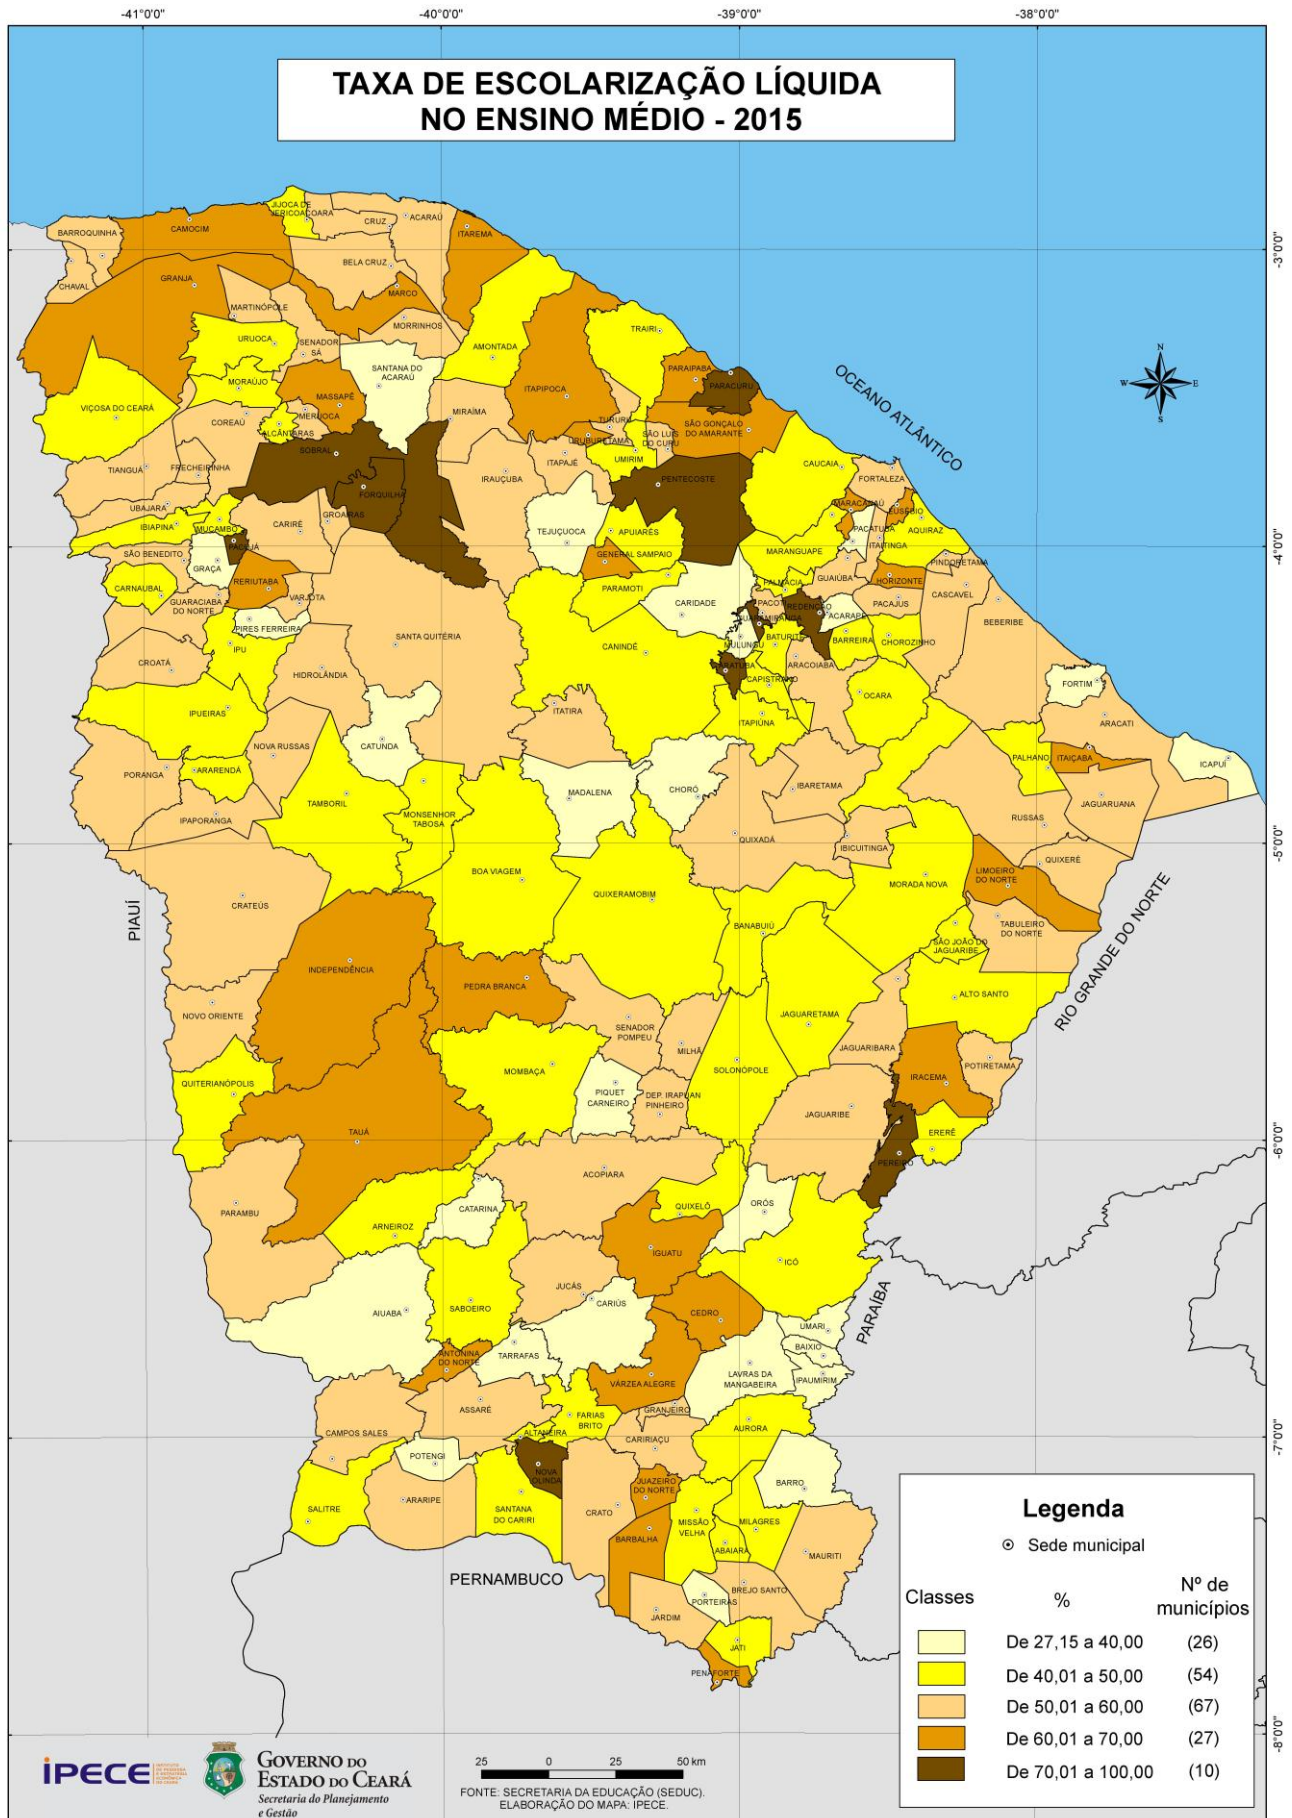 -41°0'0"
-40°0'0"
-39°0'0"
-38°0'0"
TAXA DE ESCOLARIZAÇÃO LÍQUIDA
NO ENSINO MÉDIO - 2015
-3°0'0"
-4°0'0"
-5°0'0"
-6°0'0"
-7°0'0"
-8°0'0"
N
W
E
S
OCEANO ATLÂNTICO
PIAUÍ
RIO GRANDE DO NORTE
PARAÍBA
PERNAMBUCO
JIJOCA DE
JERICOACOARA
CRUZ
ACARAÚ
BARROQUINHA
CAMOCIM
ITAREMA
BELA CRUZ
CHAVAL
GRANJA
MARCO
MARTINÓPOLE
MORRINHOS
TRAIRI
URUOCA
SENADOR
SÁ
AMONTADA
SANTANA DO
ACARAÚ
PARAIPABA
PARACURU
MORAÚJO
ITAPIPOCA
VIÇOSA DO CEARÁ
MASSAPÊ
MERUOCA
MIRAÍMA
COREAÚ
ALCÂNTARAS
TURURU
SÃO GONÇALO
DO AMARANTE
URUBURETAMA
SÃO LUIS
DO CURU
SOBRAL
ITAPAJÉ
UMIRIM
TIANGUÁ
FRECHEIRINHA
IRAUÇUBA
PENTECOSTE
CAUCAIA
FORTALEZA
FORQUILHA
UBAJARA
GROAÍRAS
MARACANAÚ
EUSÉBIO
IBIAPINA
MUCAMBO
CARIRÉ
TEJUÇUOCA
APUIARÉS
PACATUBA
AQUIRAZ
PACUJÁ
ITAITINGA
SÃO BENEDITO
GENERAL SAMPAIO
MARANGUAPE
PINDORETAMA
GRAÇA
RERIUTABA
GUAIÚBA
HORIZONTE
CARNAUBAL
PARAMOTI
PALMÁCIA
CASCAVEL
GUARACIABA
DO NORTE
VARJOTA
CARIDADE
PACOTI
REDENÇÃO
PACAJUS
PIRES FERREIRA
GUARAMIRANGA
ACARAPE
BEBERIBE
IPU
SANTA QUITÉRIA
MULUNGU
BATURITÉ
BARREIRA
CHOROZINHO
CANINDÉ
CROATÁ
HIDROLÂNDIA
ARATUBA
ARACOIABA
CAPISTRANO
FORTIM
OCARA
IPUEIRAS
ITATIRA
ITAPIÚNA
ARACATI
CATUNDA
NOVA RUSSAS
PALHANO
ITAIÇABA
ICAPUÍ
PORANGA
ARARENDÁ
IBARETAMA
MADALENA
CHORÓ
JAGUARUANA
TAMBORIL
MONSENHOR
TABOSA
IPAPORANGA
RUSSAS
QUIXADÁ
IBICUITINGA
QUIXERÉ
BOA VIAGEM
LIMOEIRO
DO NORTE
MORADA NOVA
QUIXERAMOBIM
CRATEÚS
TABULEIRO
DO NORTE
BANABUIÚ
SÃO JOÃO DO
JAGUARIBE
INDEPENDÊNCIA
PEDRA BRANCA
ALTO SANTO
NOVO ORIENTE
JAGUARETAMA
SENADOR
POMPEU
JAGUARIBARA
MILHÃ
POTIRETAMA
MOMBAÇA
SOLONÓPOLE
IRACEMA
QUITERIANÓPOLIS
PIQUET
CARNEIRO
DEP. IRAPUAN
PINHEIRO
JAGUARIBE
TAUÁ
ERERÊ
PEREIRO
ACOPIARA
PARAMBU
CATARINA
QUIXELÔ
ORÓS
ARNEIROZ
IGUATU
ICÓ
JUCÁS
CARIÚS
AIUABA
SABOEIRO
CEDRO
UMARI
BAIXIO
ANTONINA
DO NORTE
TARRAFAS
VÁRZEA ALEGRE
LAVRAS DA
MANGABEIRA
IPAUMIRIM
ASSARÉ
GRANJEIRO
FARIAS
BRITO
AURORA
CAMPOS SALES
ALTANEIRA
CARIRIAÇU
POTENGI
NOVA
OLINDA
BARRO
JUAZEIRO
DO NORTE
ARARIPE
SALITRE
SANTANA
DO CARIRI
CRATO
MISSÃO
VELHA
MILAGRES
BARBALHA
ABAIARA
MAURITI
BREJO SANTO
PORTEIRAS
JARDIM
JATI
PENAFORTE
Legenda
Sede municipal
Classes
%
Nº de
municípios
De 27,15 a 40,00 (26)
De 40,01 a 50,00 (54)
De 50,01 a 60,00 (67)
De 60,01 a 70,00 (27)
De 70,01 a 100,00 (10)
İPECE
GOVERNO DO
ESTADO DO CEARÁ
Secretaria do Planejamento
e Gestão
25 0 25 50 km
FONTE: SECRETARIA DA EDUCAÇÃO (SEDUC).
ELABORAÇÃO DO MAPA: IPECE.